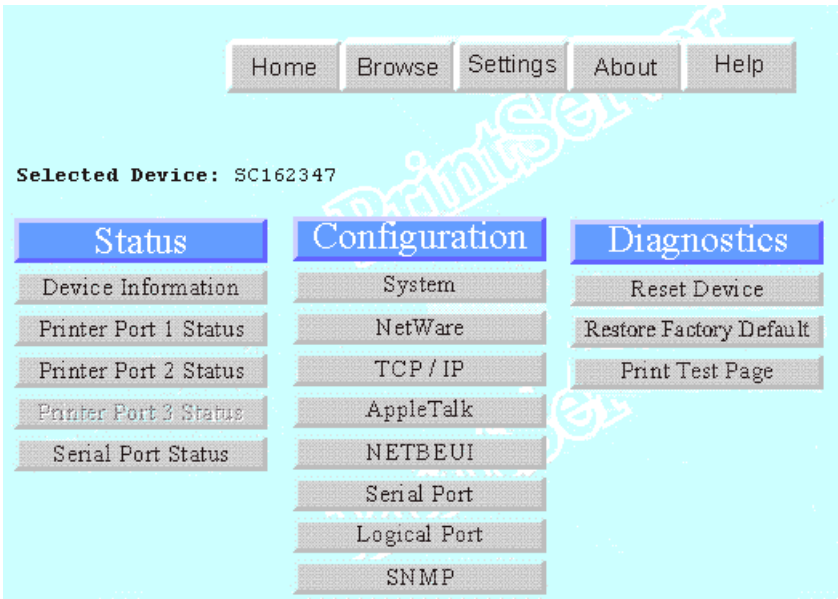 Home Browse Settings About Help
PrintServer
Selected Device: SC162347
Status
Device Information
Printer Port 1 Status
Printer Port 2 Status
Printer Port 3 Status
Serial Port Status
Configuration
System
NetWare
TCP / IP
AppleTalk
NETBEUI
Serial Port
Logical Port
SNMP
Diagnostics
Reset Device
Restore Factory Default
Print Test Page